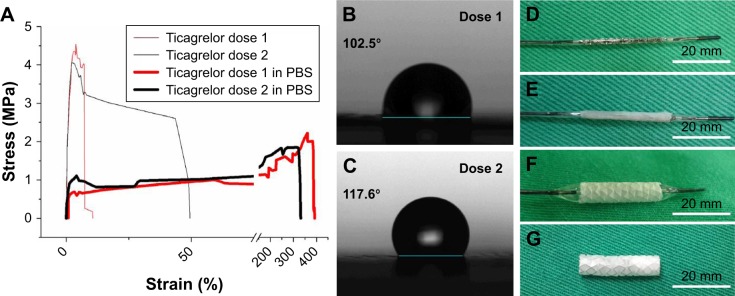 A
Stress (MPa)
5
4
3
2
1
0
Ticagrelor dose 1
Ticagrelor dose 2
Ticagrelor dose 1 in PBS
Ticagrelor dose 2 in PBS
0
50
200
300
400
Strain (%)
B
Dose 1
102.5°
C
Dose 2
117.6°
D
20 mm
E
20 mm
F
20 mm
G
20 mm